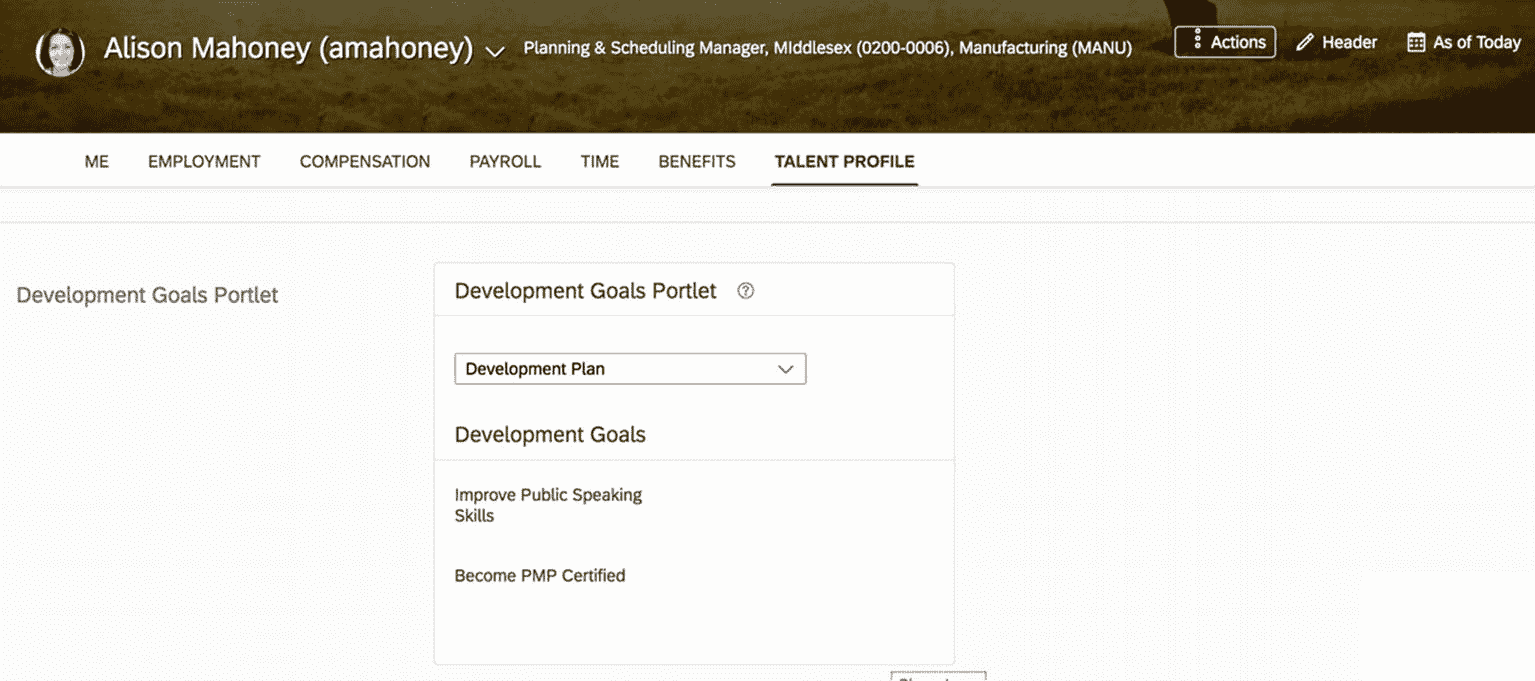 Alison Mahoney (amahoney)
Planning & Scheduling Manager, MIddlesex (0200-0006), Manufacturing (MANU)
Actions
Header
As of Today
ME EMPLOYMENT COMPENSATION PAYROLL TIME BENEFITS TALENT PROFILE
Development Goals Portlet
Development Goals Portlet
Development Plan
Development Goals
Improve Public Speaking
Skills
Become PMP Certified